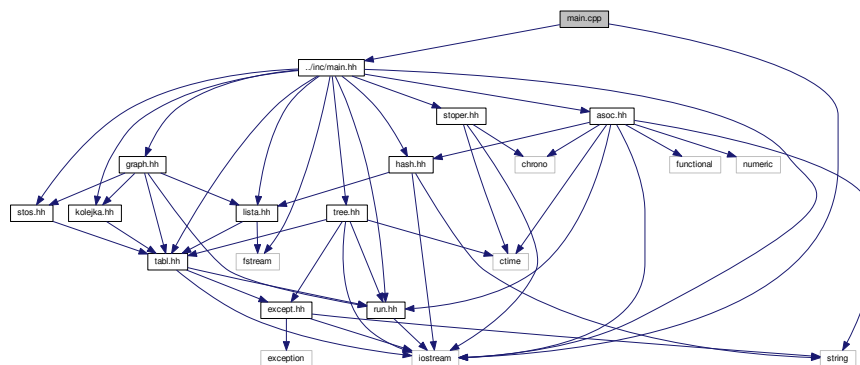 main.cpp
../inc/main.hh
stoper.hh
asoc.hh
graph.hh
hash.hh
chrono
functional
numeric
stos.hh
kolejka.hh
lista.hh
tree.hh
tabl.hh
fstream
ctime
except.hh
run.hh
exception
iostream
string